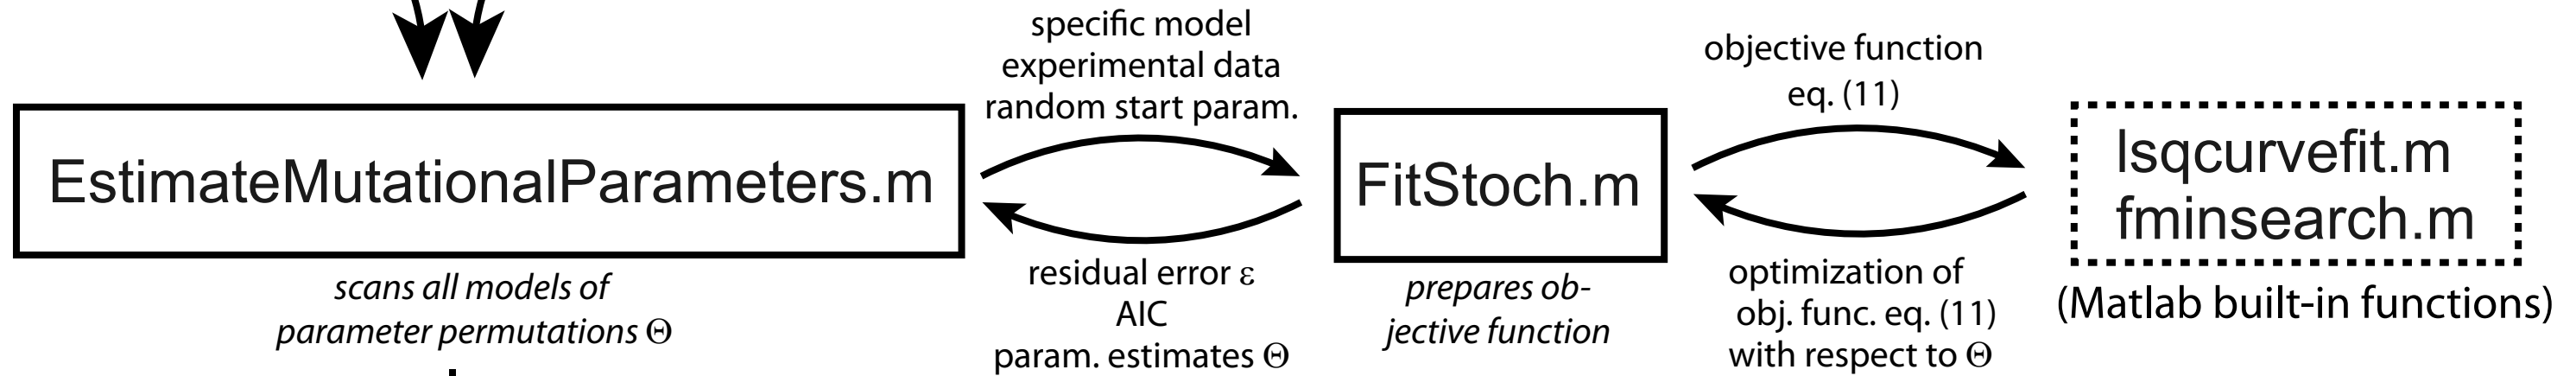 specific model
experimental data
random start param.
objective function
eq. (11)
EstimateMutationalParameters.m
FitStoch.m
lsqcurvefit.m
fminsearch.m
scans all models of
parameter permutations Θ
residual error ε
AIC
param. estimates Θ
prepares ob-
jective function
optimization of
obj. func. eq. (11)
with respect to Θ
(Matlab built-in functions)